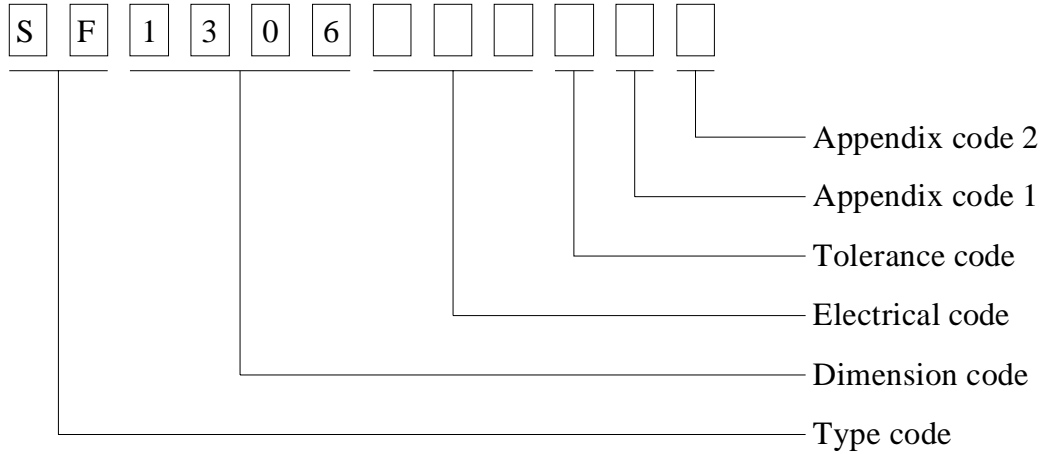 S F 1 3 0 6
Appendix code 2
Appendix code 1
Tolerance code
Electrical code
Dimension code
Type code